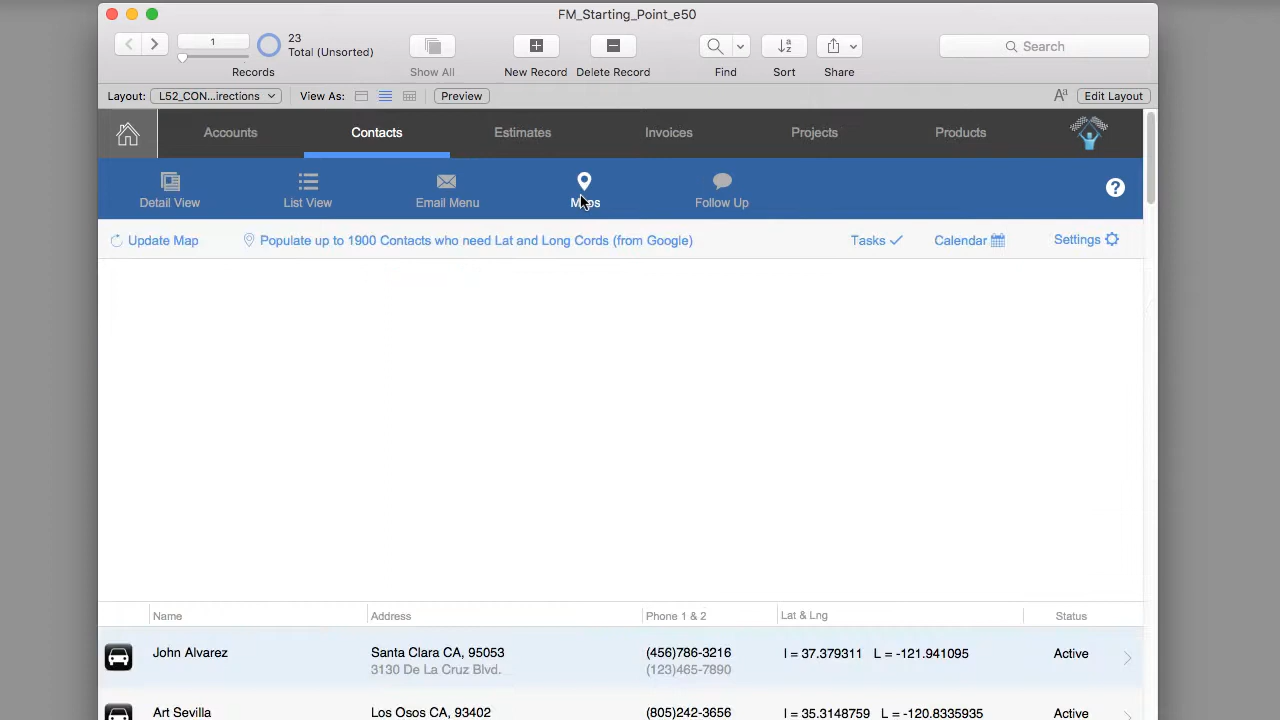 FM_Starting_Point_e50
1
23
Total (Unsorted)
Records
Show All
New Record
Delete Record
Find
Sort
Share
Search
Layout:
L52_CON...irections
View As:
Preview
Aa
Edit Layout
Accounts
Contacts
Estimates
Invoices
Projects
Products
Detail View
List View
Email Menu
Maps
Follow Up
?
Update Map
Populate up to 1900 Contacts who need Lat and Long Cords (from Google)
Tasks
Calendar
Settings
Name
Address
Phone 1 & 2
Lat & Lng
Status
John Alvarez
Santa Clara CA, 95053
3130 De La Cruz Blvd.
(456)786-3216
(123)465-7890
l = 37.379311 L = -121.941095
Active
Art Sevilla
Los Osos CA, 93402
(805)242-3656
l = 35.3148759 L = -120.8335935
Active